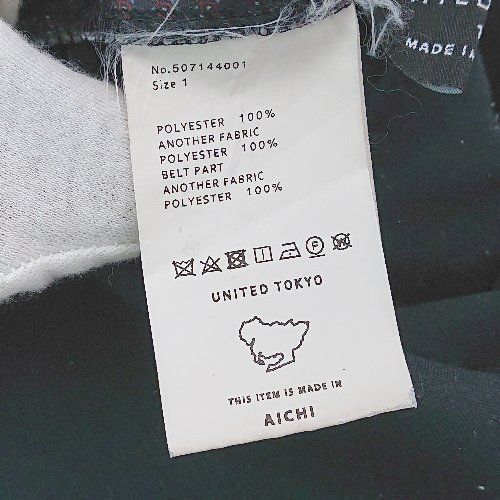 No.507144001
Size 1
POLYESTER 100%
ANOTHER FABRIC
POLYESTER 100%
BELT PART
ANOTHER FABRIC
POLYESTER 100%
UNITED TOKYO
THIS ITEM IS MADE IN
AICHI
MADE IN